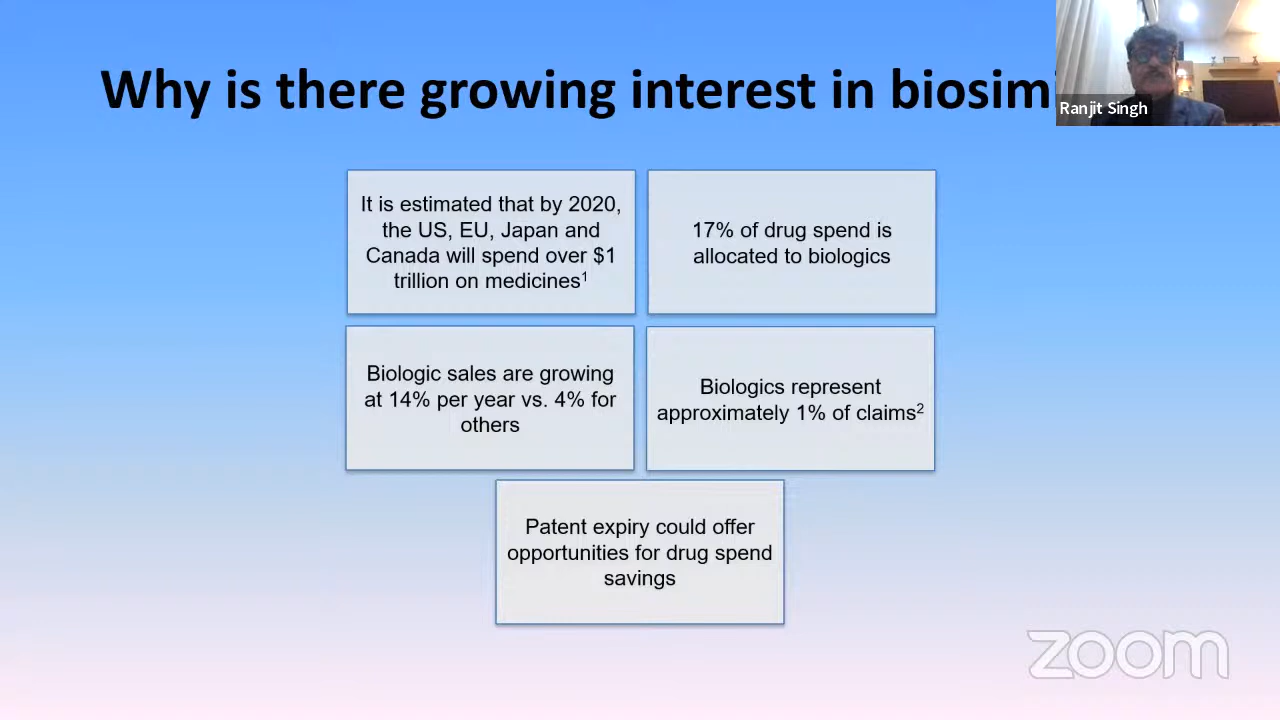 Why is there growing interest in biosimi
Ranjit Singh
It is estimated that by 2020,
the US, EU, Japan and
Canada will spend over $1
trillion on medicines¹
17% of drug spend is
allocated to biologics
Biologic sales are growing
at 14% per year vs. 4% for
others
Biologics represent
approximately 1% of claims²
Patent expiry could offer
opportunities for drug spend
savings
zoom